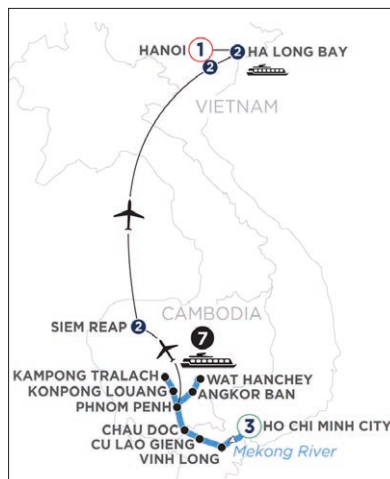 HANOI 1 2 HA LONG BAY
2
VIETNAM
CAMBODIA
SIEM REAP 2
7
KAMPONG TRALACH
WAT HANCHEY
KONPONG LOUANG
ANGKOR BAN
PHNOM PENH
3 HO CHI MINH CITY
CHAU DOC
CU LAO GIENG
Mekong River
VINH LONG